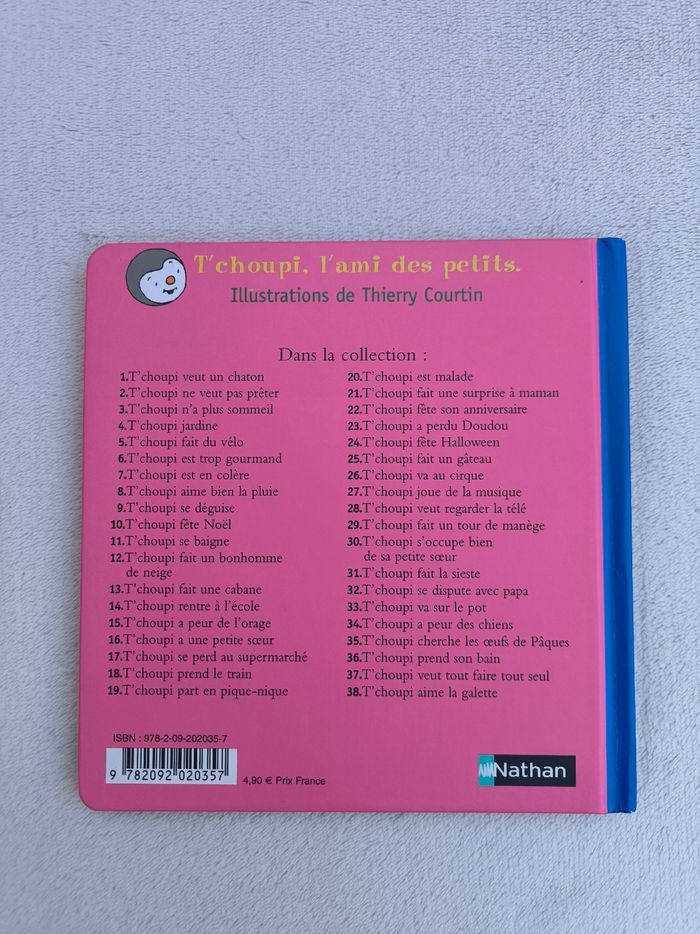 T'choupi, l'ami des petits.
Illustrations de Thierry Courtin
Dans la collection :
1.T'choupi veut un chaton
2.T'choupi ne veut pas prêter
3.T'choupi n'a plus sommeil
4.T'choupi jardine
5.T'choupi fait du vélo
6.T'choupi est trop gourmand
7.T'choupi est en colère
8.T'choupi aime bien la pluie
9.T'choupi se déguise
10.T'choupi fête Noël
11.T'choupi se baigne
12.T'choupi fait un bonhomme
de neige
13.T'choupi fait une cabane
14.T'choupi rentre à l'école
15.T'choupi a peur de l'orage
16.T'choupi a une petite sœur
17.T'choupi se perd au supermarché
18.T'choupi prend le train
19.T'choupi part en pique-nique
20.T'choupi est malade
21.T'choupi fait une surprise à maman
22.T'choupi fête son anniversaire
23.T'choupi a perdu Doudou
24.T'choupi fête Halloween
25.T'choupi fait un gâteau
26.T'choupi va au cirque
27.T'choupi joue de la musique
28.T'choupi veut regarder la télé
29.T'choupi fait un tour de manège
30.T'choupi s'occupe bien
de sa petite sœur
31.T'choupi fait la sieste
32.T'choupi se dispute avec papa
33.T'choupi va sur le pot
34.T'choupi a peur des chiens
35.T'choupi cherche les œufs de Pâques
36.T'choupi prend son bain
37.T'choupi veut tout faire tout seul
38.T'choupi aime la galette
ISBN : 978-2-09-202035-7
9 782092 020357
4,90 € Prix France
Nathan